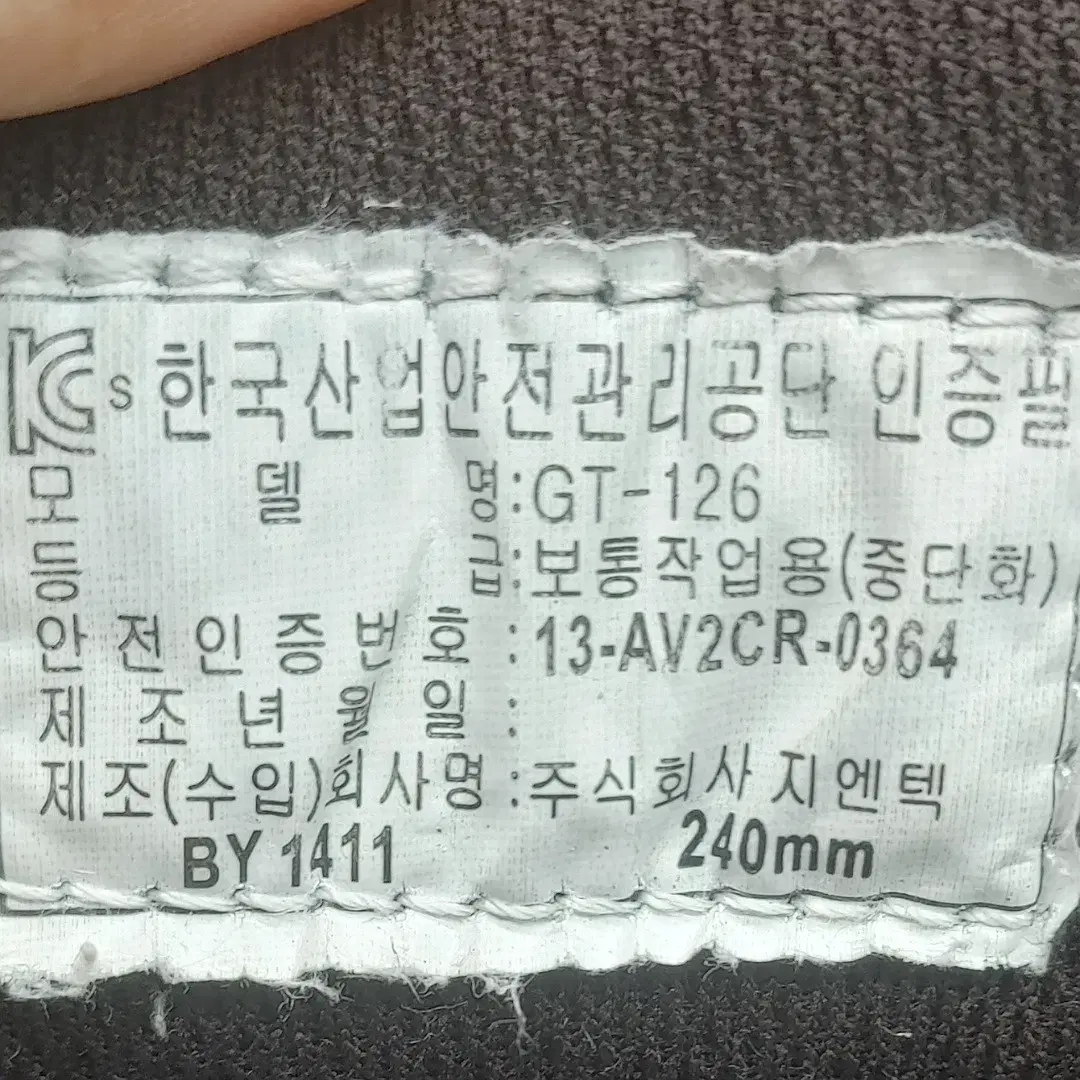 KCs 한국산업안전관리공단 인증필
모 델 명:GT-126
등 급:보통작업용(중단화)
안전인증번호:13-AV2CR-0364
제조년월일:
제조(수입)회사명:주식회사 지엔텍
BY 1411 240mm